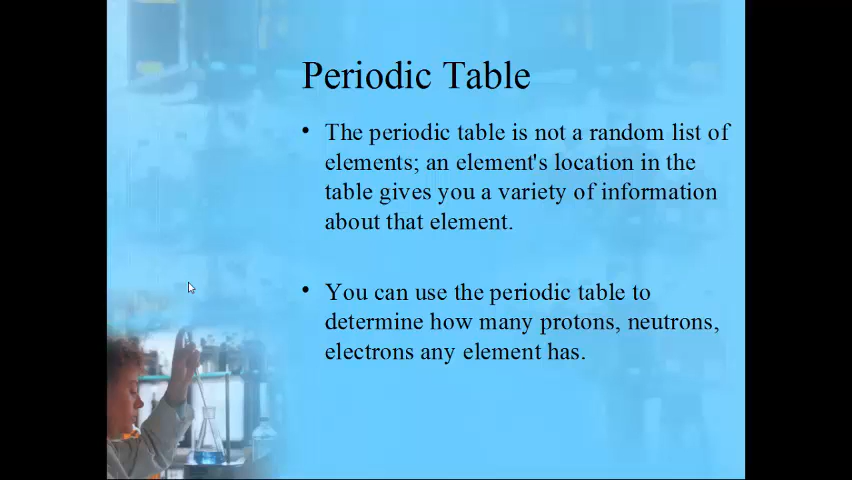 Periodic Table
• The periodic table is not a random list of
elements; an element's location in the
table gives you a variety of information
about that element.
• You can use the periodic table to
determine how many protons, neutrons,
electrons any element has.